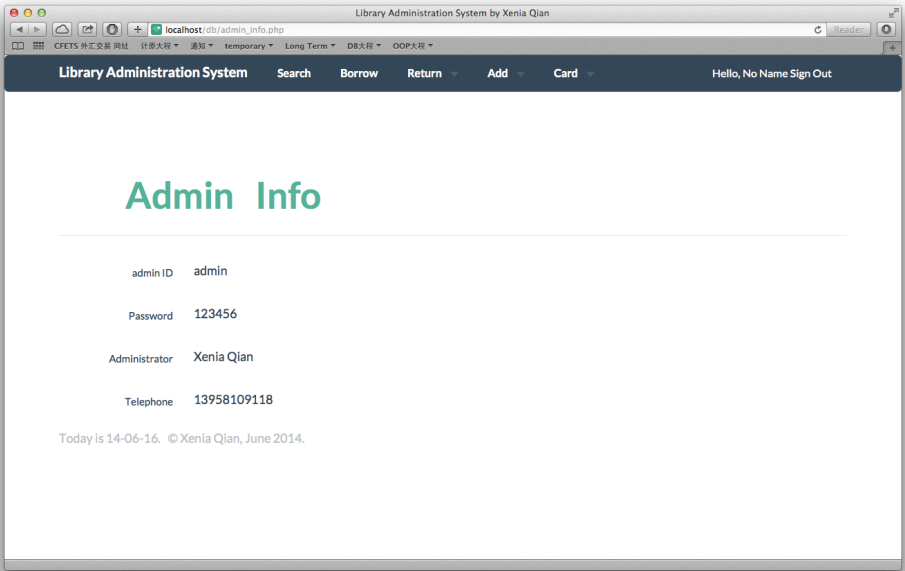 Library Administration System by Xenia Qian
localhost/db/admin_info.php
Reader
CFETS 外汇交易 网址 计原大程 通知 temporary Long Term DB大程 OOP大程
Library Administration System Search Borrow Return Add Card Hello, No Name Sign Out
Admin Info
admin ID admin
Password 123456
Administrator Xenia Qian
Telephone 13958109118
Today is 14-06-16. © Xenia Qian, June 2014.